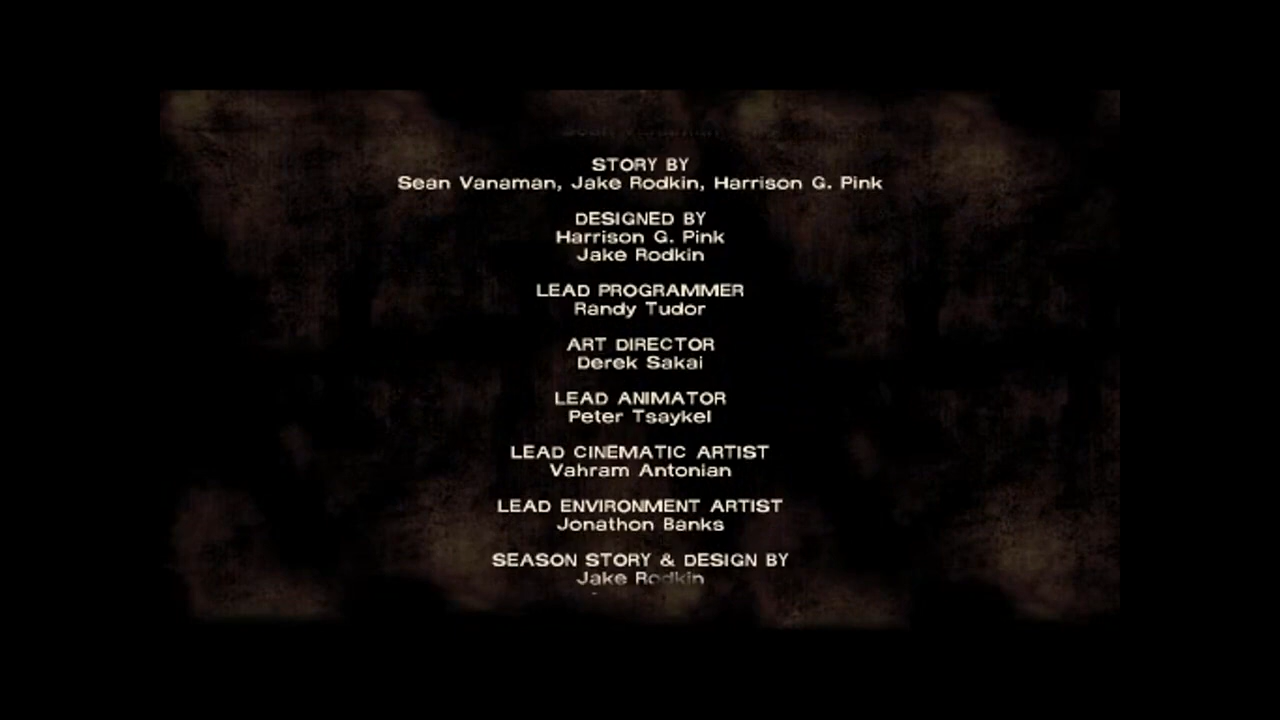 Sean Vanaman
STORY BY
Sean Vanaman, Jake Rodkin, Harrison G. Pink
DESIGNED BY
Harrison G. Pink
Jake Rodkin
LEAD PROGRAMMER
Randy Tudor
ART DIRECTOR
Derek Sakai
LEAD ANIMATOR
Peter Tsaykel
LEAD CINEMATIC ARTIST
Vahram Antonian
LEAD ENVIRONMENT ARTIST
Jonathon Banks
SEASON STORY & DESIGN BY
Jake Rodkin